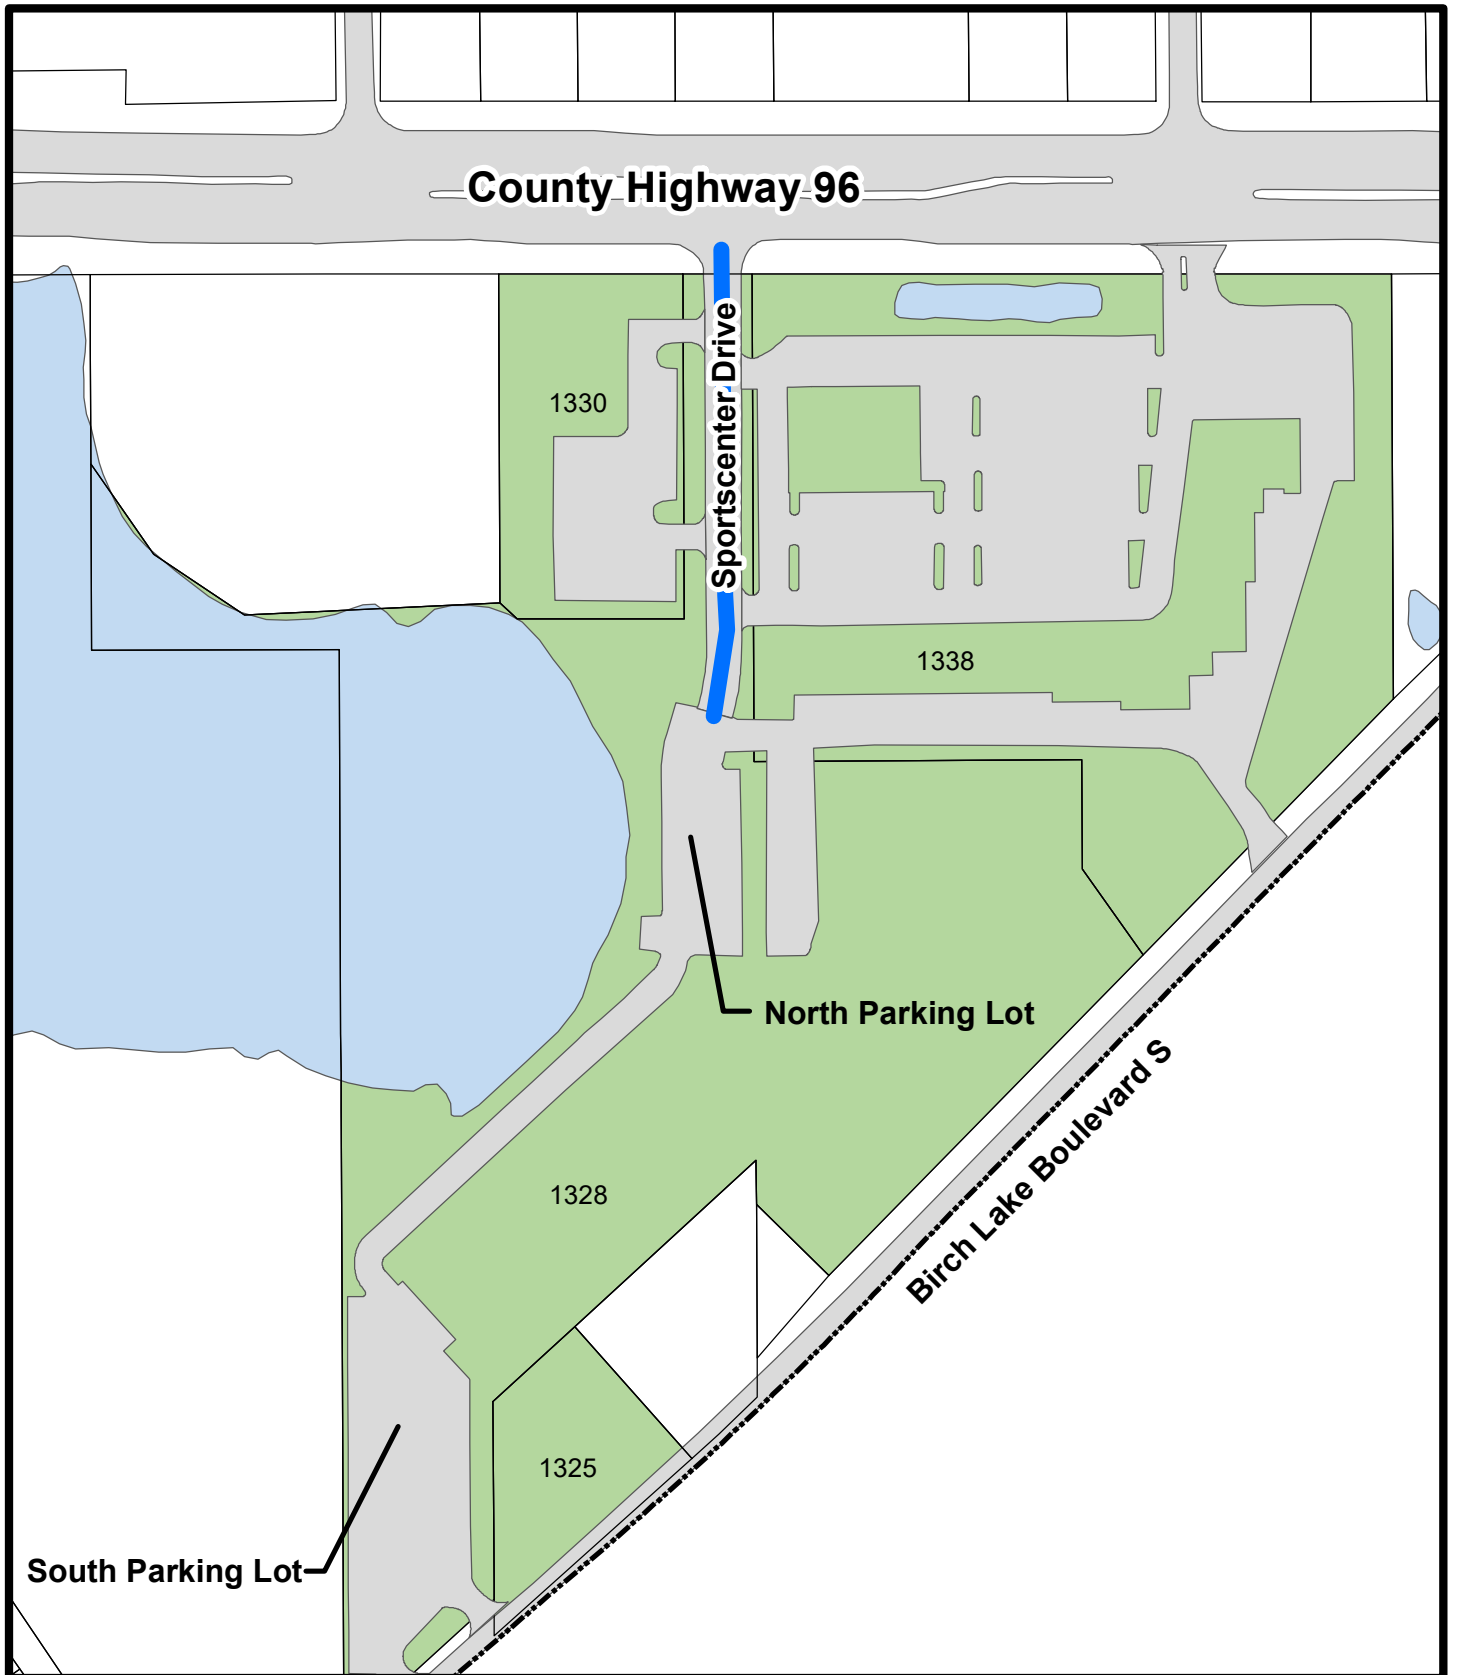 County Highway 96
Sportscenter Drive
1330
1338
North Parking Lot
Birch Lake Boulevard S
1328
1325
South Parking Lot